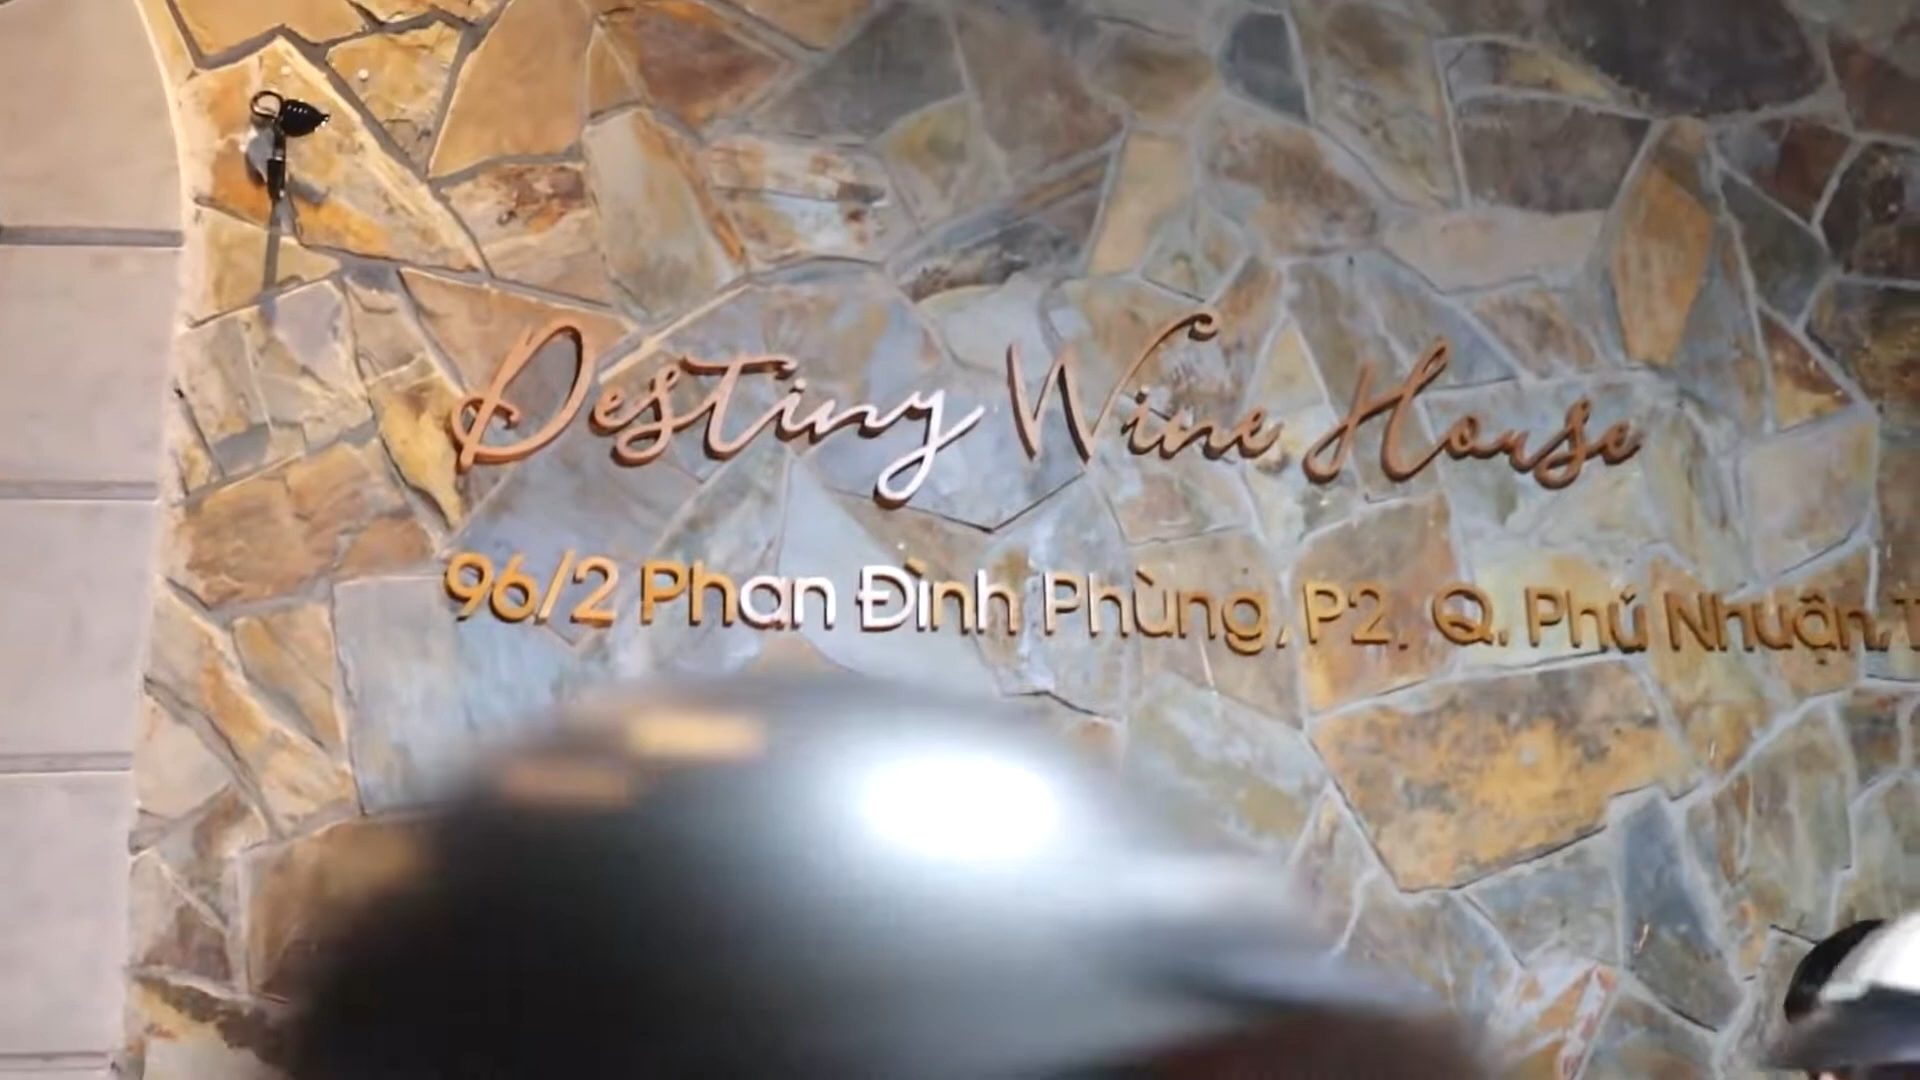 Destiny Wine House
96/2 Phan Đình Phùng, P2, Q. Phú Nhuận,